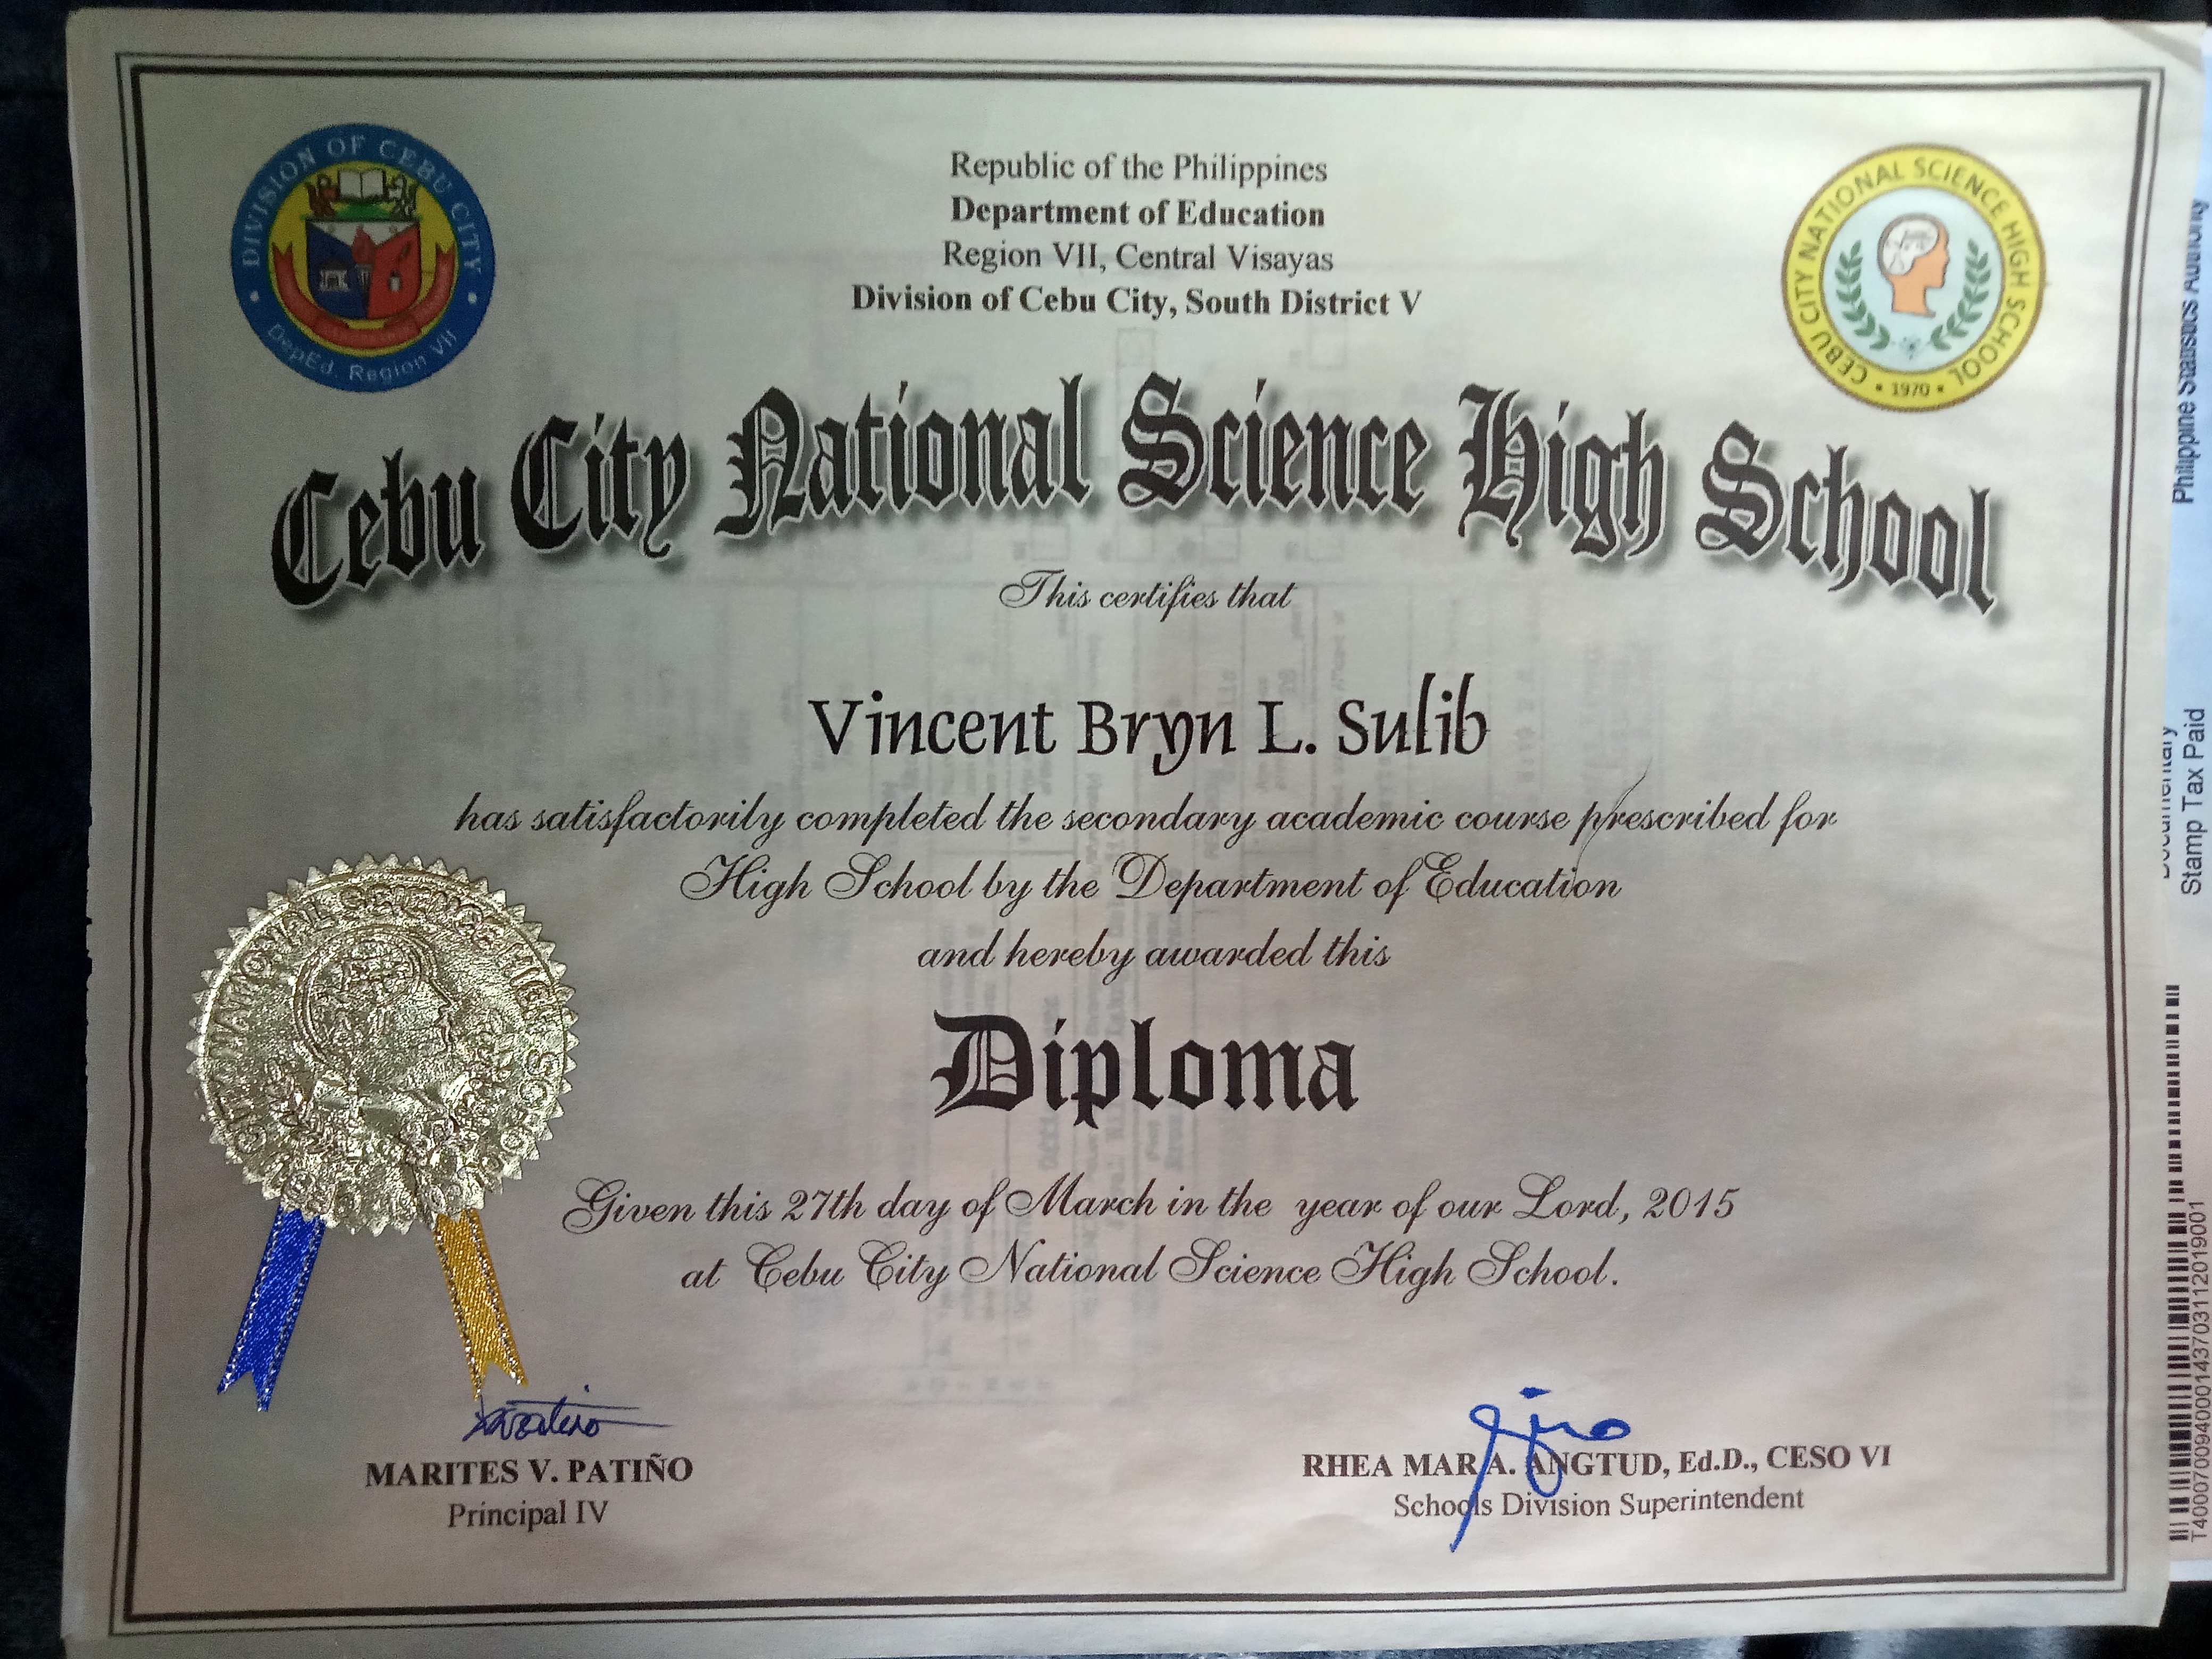 DIVISION OF CEBU CITY
DepEd, Region VII
Republic of the Philippines
Department of Education
Region VII, Central Visayas
Division of Cebu City, South District V
CEBU CITY NATIONAL SCIENCE HIGH SCHOOL
• 1970 •
Cebu City National Science High School
This certifies that
Vincent Bryn L. Sulib
has satisfactorily completed the secondary academic course prescribed for
High School by the Department of Education
and hereby awarded this
Diploma
Given this 27th day of March in the year of our Lord, 2015
at Cebu City National Science High School.
MARITES V. PATIÑO
Principal IV
RHEA MAR A. ANGTUD, Ed.D., CESO VI
Schools Division Superintendent
NATIONAL SCIENCE HIGH SCHOOL
Philippine Statistics Authority
Documentary
Stamp Tax Paid
T400070094000143703112019001